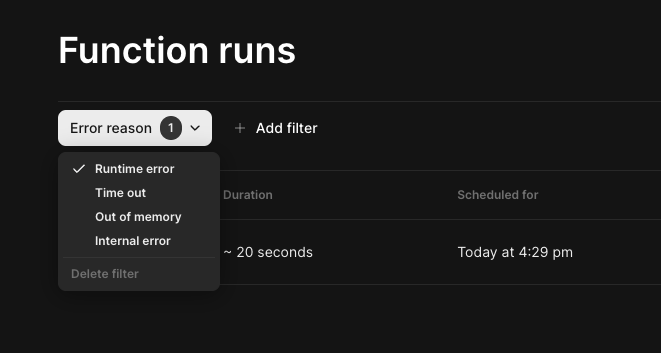 Function runs
Error reason 1 Add filter
Runtime error
Time out
Out of memory
Internal error
Delete filter
Duration Scheduled for
~ 20 seconds Today at 4:29 pm